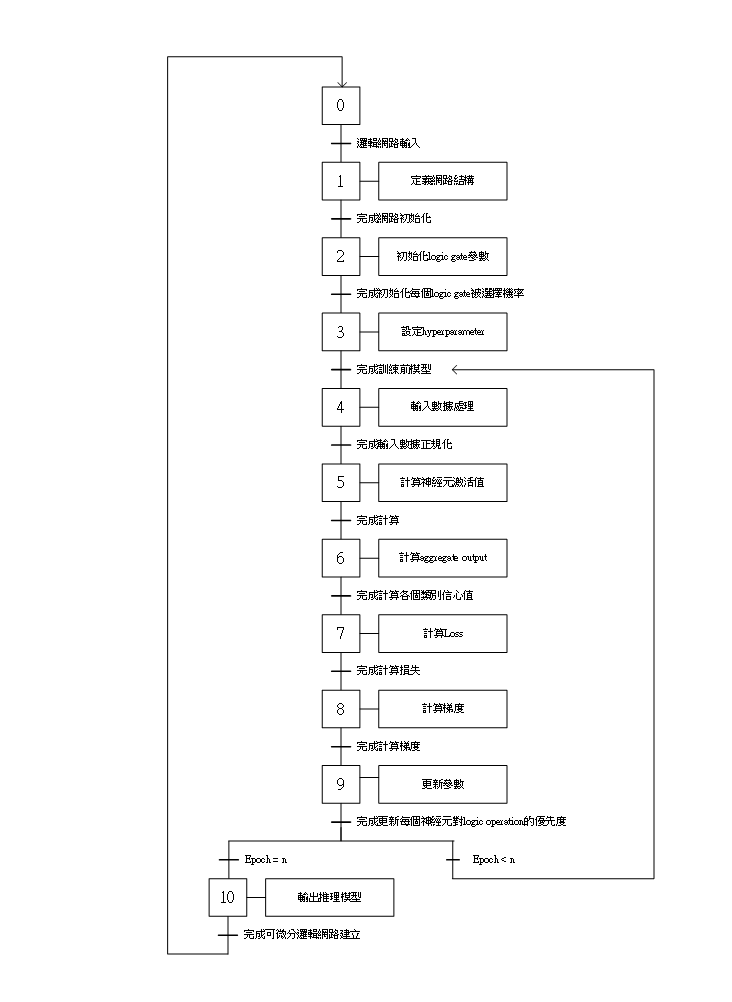 0
邏輯網路輸入
1
定義網路結構
完成網路初始化
2
初始化logic gate參數
完成初始化每個logic gate被選擇機率
3
設定hyperparameter
完成訓練前模型
4
輸入數據處理
完成輸入數據正規化
5
計算神經元激活值
完成計算
6
計算aggregate output
完成計算各個類別信心值
7
計算Loss
完成計算損失
8
計算梯度
完成計算梯度
9
更新參數
完成更新每個神經元對logic operation的優先度
Epoch = n
Epoch < n
10
輸出推理模型
完成可微分邏輯網路建立